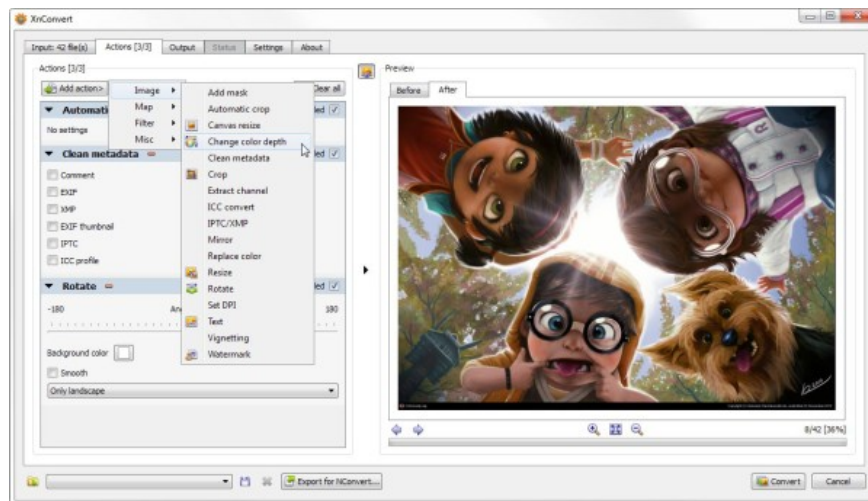 XnConvert
Input: 42 file(s)
Actions [3/3]
Output
Status
Settings
About
Actions [3/3]
Add action>
Clear all
Image
Map
Filter
Misc
Add mask
Automatic crop
Canvas resize
Change color depth
Clean metadata
Crop
Extract channel
ICC convert
IPTC/XMP
Mirror
Replace color
Resize
Rotate
Set DPI
Text
Vignetting
Watermark
No settings
Clean metadata
Comment
EXIF
XMP
EXIF thumbnail
IPTC
ICC profile
Rotate
-180
180
Background color
Smooth
Only landscape
Preview
Before
After
8/42 [36%]
Export for NConvert...
Convert
Cancel